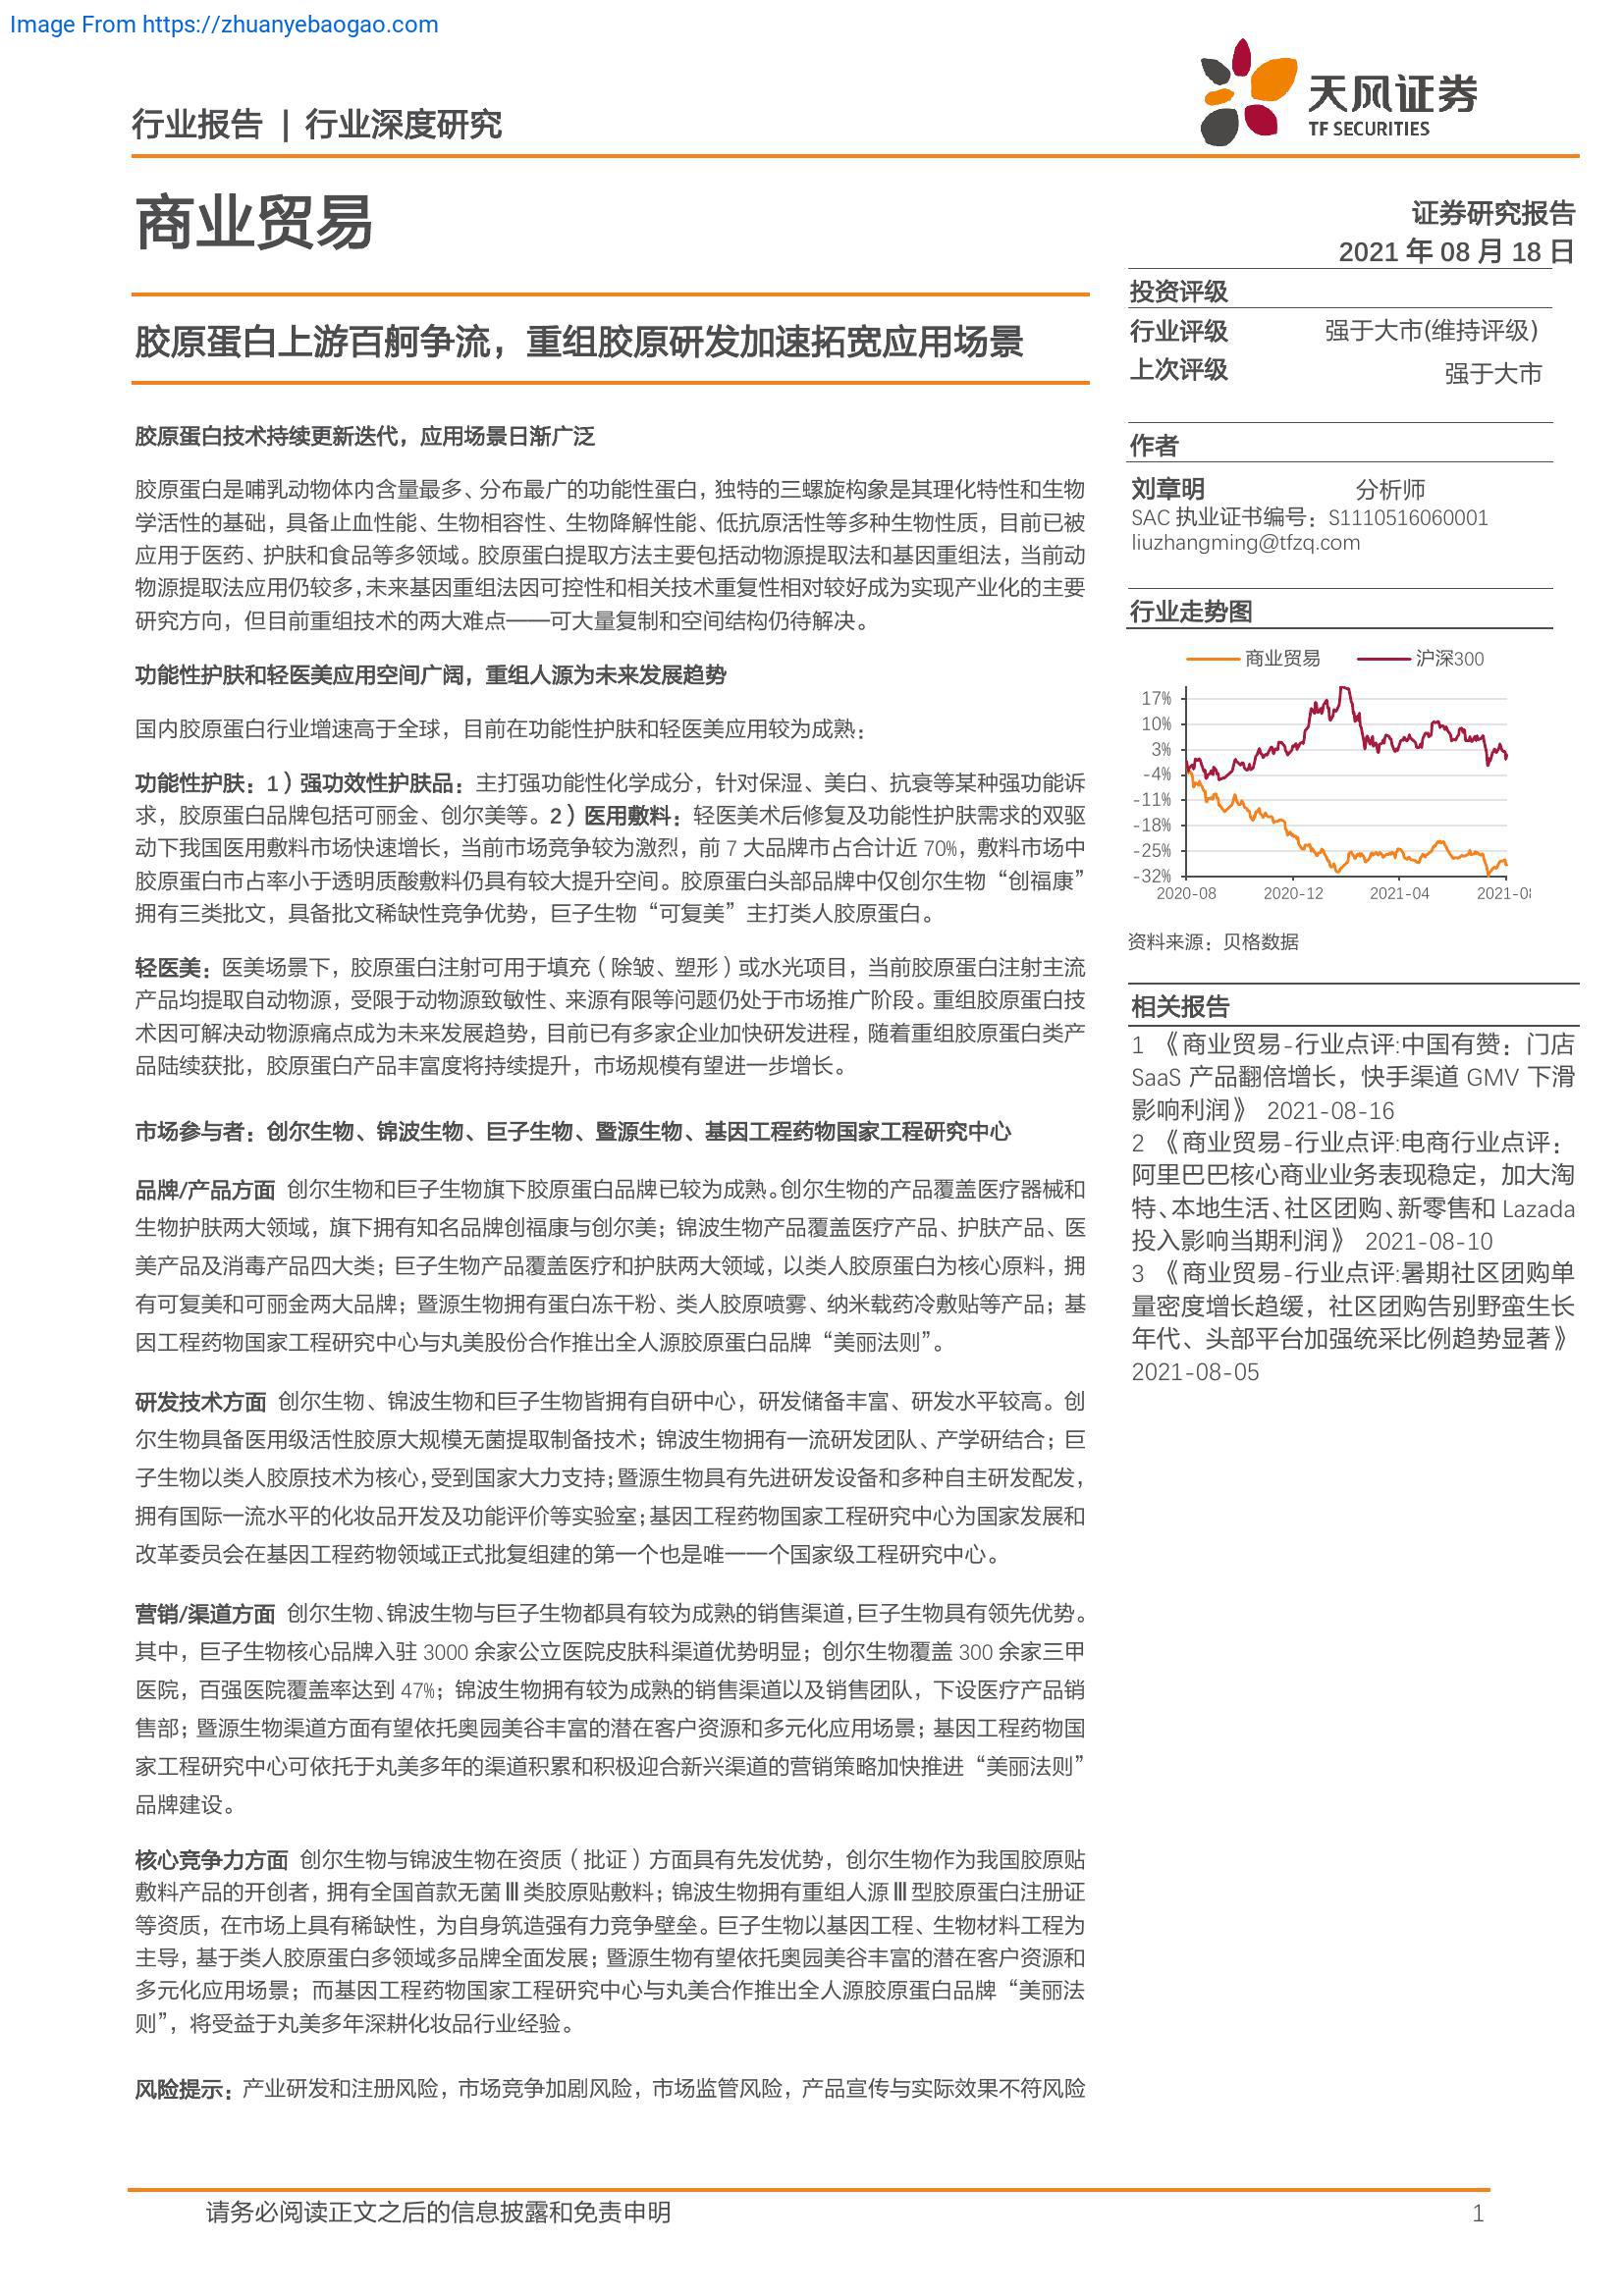 Image From https://zhuanyebaogao.com
行业报告 | 行业深度研究
天风证券
TF SECURITIES
商业贸易
证券研究报告
2021 年 08 月 18 日
胶原蛋白上游百舸争流，重组胶原研发加速拓宽应用场景
胶原蛋白技术持续更新迭代，应用场景日渐广泛
胶原蛋白是哺乳动物体内含量最多、分布最广的功能性蛋白，独特的三螺旋构象是其理化特性和生物
学活性的基础，具备止血性能、生物相容性、生物降解性能、低抗原活性等多种生物性质，目前已被
应用于医药、护肤和食品等多领域。胶原蛋白提取方法主要包括动物源提取法和基因重组法，当前动
物源提取法应用仍较多，未来基因重组法因可控性和相关技术重复性相对较好成为实现产业化的主要
研究方向，但目前重组技术的两大难点——可大量复制和空间结构仍待解决。
功能性护肤和轻医美应用空间广阔，重组人源为未来发展趋势
国内胶原蛋白行业增速高于全球，目前在功能性护肤和轻医美应用较为成熟：
功能性护肤：1）强功效性护肤品：主打强功能性化学成分，针对保湿、美白、抗衰等某种强功能诉
求，胶原蛋白品牌包括可丽金、创尔美等。2）医用敷料：轻医美术后修复及功能性护肤需求的双驱
动下我国医用敷料市场快速增长，当前市场竞争较为激烈，前 7 大品牌市占合计近 70%，敷料市场中
胶原蛋白市占率小于透明质酸敷料仍具有较大提升空间。胶原蛋白头部品牌中仅创尔生物“创福康”
拥有三类批文，具备批文稀缺性竞争优势，巨子生物“可复美”主打类人胶原蛋白。
轻医美：医美场景下，胶原蛋白注射可用于填充（除皱、塑形）或水光项目，当前胶原蛋白注射主流
产品均提取自动物源，受限于动物源致敏性、来源有限等问题仍处于市场推广阶段。重组胶原蛋白技
术因可解决动物源痛点成为未来发展趋势，目前已有多家企业加快研发进程，随着重组胶原蛋白类产
品陆续获批，胶原蛋白产品丰富度将持续提升，市场规模有望进一步增长。
市场参与者：创尔生物、锦波生物、巨子生物、暨源生物、基因工程药物国家工程研究中心
品牌/产品方面 创尔生物和巨子生物旗下胶原蛋白品牌已较为成熟。创尔生物的产品覆盖医疗器械和
生物护肤两大领域，旗下拥有知名品牌创福康与创尔美；锦波生物产品覆盖医疗产品、护肤产品、医
美产品及消毒产品四大类；巨子生物产品覆盖医疗和护肤两大领域，以类人胶原蛋白为核心原料，拥
有可复美和可丽金两大品牌；暨源生物拥有蛋白冻干粉、类人胶原喷雾、纳米载药冷敷贴等产品；基
因工程药物国家工程研究中心与丸美股份合作推出全人源胶原蛋白品牌“美丽法则”。
研发技术方面 创尔生物、锦波生物和巨子生物皆拥有自研中心，研发储备丰富、研发水平较高。创
尔生物具备医用级活性胶原大规模无菌提取制备技术；锦波生物拥有一流研发团队、产学研结合；巨
子生物以类人胶原技术为核心，受到国家大力支持；暨源生物具有先进研发设备和多种自主研发配发，
拥有国际一流水平的化妆品开发及功能评价等实验室；基因工程药物国家工程研究中心为国家发展和
改革委员会在基因工程药物领域正式批复组建的第一个也是唯一一个国家级工程研究中心。
营销/渠道方面 创尔生物、锦波生物与巨子生物都具有较为成熟的销售渠道，巨子生物具有领先优势。
其中，巨子生物核心品牌入驻 3000 余家公立医院皮肤科渠道优势明显；创尔生物覆盖 300 余家三甲
医院，百强医院覆盖率达到 47%；锦波生物拥有较为成熟的销售渠道以及销售团队，下设医疗产品销
售部；暨源生物渠道方面有望依托奥园美谷丰富的潜在客户资源和多元化应用场景；基因工程药物国
家工程研究中心可依托于丸美多年的渠道积累和积极迎合新兴渠道的营销策略加快推进“美丽法则”
品牌建设。
核心竞争力方面 创尔生物与锦波生物在资质（批证）方面具有先发优势，创尔生物作为我国胶原贴
敷料产品的开创者，拥有全国首款无菌Ⅲ类胶原贴敷料；锦波生物拥有重组人源Ⅲ型胶原蛋白注册证
等资质，在市场上具有稀缺性，为自身筑造强有力竞争壁垒。巨子生物以基因工程、生物材料工程为
主导，基于类人胶原蛋白多领域多品牌全面发展；暨源生物有望依托奥园美谷丰富的潜在客户资源和
多元化应用场景；而基因工程药物国家工程研究中心与丸美合作推出全人源胶原蛋白品牌“美丽法
则”，将受益于丸美多年深耕化妆品行业经验。
风险提示：产业研发和注册风险，市场竞争加剧风险，市场监管风险，产品宣传与实际效果不符风险
投资评级
行业评级 强于大市(维持评级)
上次评级 强于大市
作者
刘章明 分析师
SAC 执业证书编号：S1110516060001
liuzhangming@tfzq.com
行业走势图
商业贸易 沪深300
17%
10%
3%
-4%
-11%
-18%
-25%
-32%
2020-08 2020-12 2021-04 2021-08
资料来源：贝格数据
相关报告
1 《商业贸易-行业点评:中国有赞：门店
SaaS 产品翻倍增长，快手渠道 GMV 下滑
影响利润》 2021-08-16
2 《商业贸易-行业点评:电商行业点评：
阿里巴巴核心商业业务表现稳定，加大淘
特、本地生活、社区团购、新零售和 Lazada
投入影响当期利润》 2021-08-10
3 《商业贸易-行业点评:暑期社区团购单
量密度增长趋缓，社区团购告别野蛮生长
年代、头部平台加强统采比例趋势显著》
2021-08-05
请务必阅读正文之后的信息披露和免责申明 1